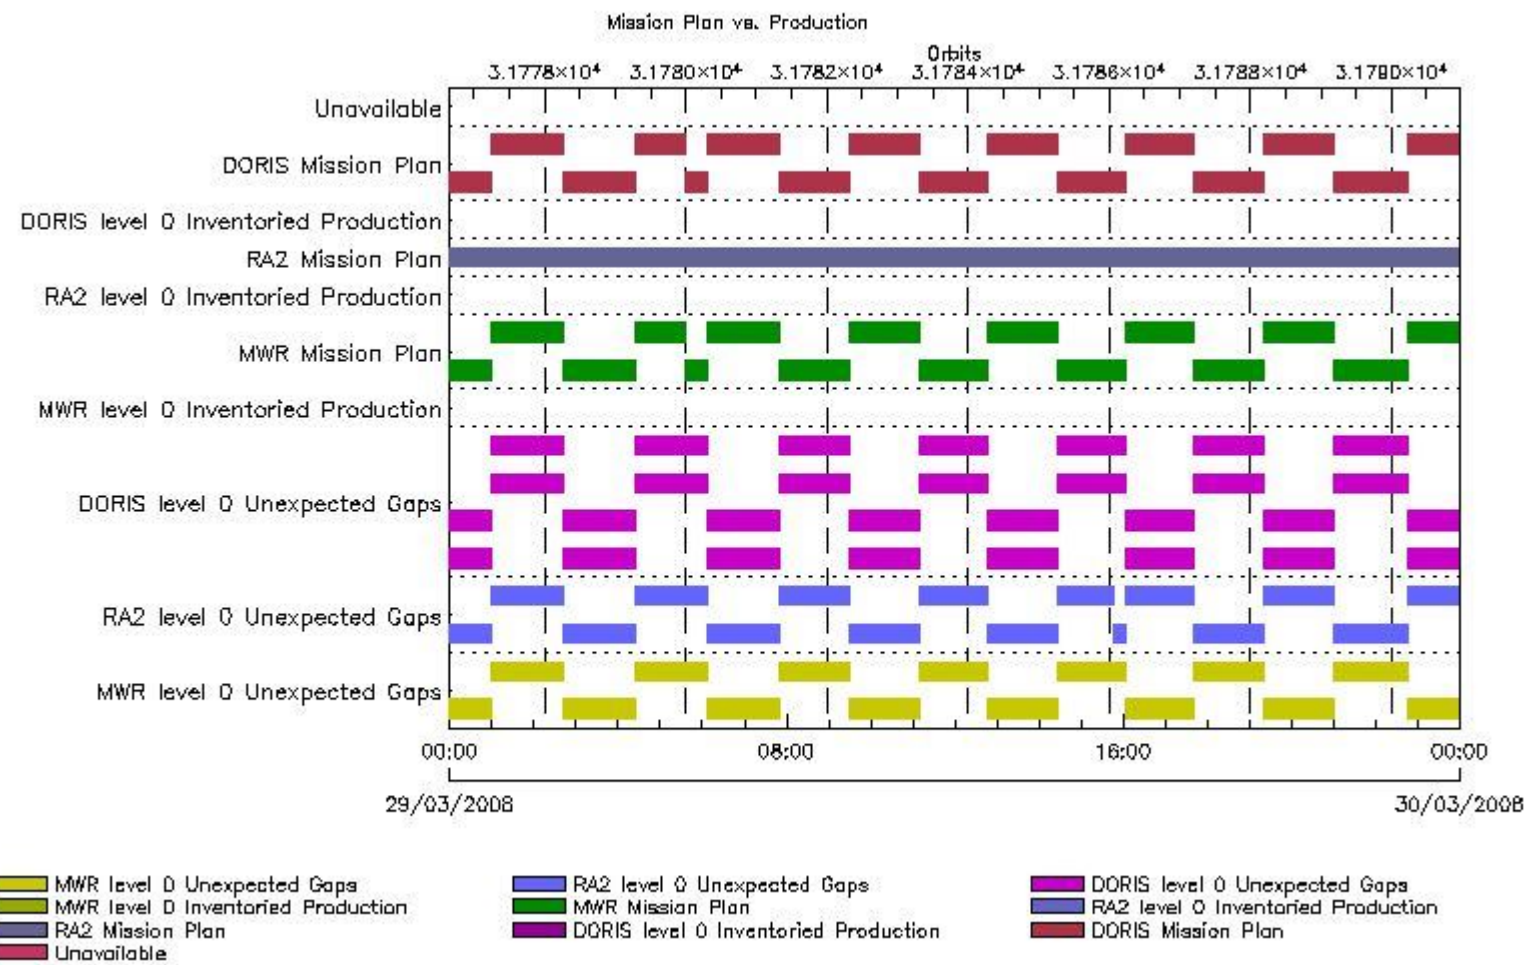 Mission Plan vs. Production
Orbits
3.1778×10⁴ 3.1780×10⁴ 3.1782×10⁴ 3.1784×10⁴ 3.1786×10⁴ 3.1788×10⁴ 3.1790×10⁴
Unavailable
DORIS Mission Plan
DORIS level 0 Inventoried Production
RA2 Mission Plan
RA2 level 0 Inventoried Production
MWR Mission Plan
MWR level 0 Inventoried Production
DORIS level 0 Unexpected Gaps
RA2 level 0 Unexpected Gaps
MWR level 0 Unexpected Gaps
00:00 08:00 16:00 00:00
29/03/2008 30/03/2008
MWR level 0 Unexpected Gaps RA2 level 0 Unexpected Gaps DORIS level 0 Unexpected Gaps
MWR level 0 Inventoried Production MWR Mission Plan RA2 level 0 Inventoried Production
RA2 Mission Plan DORIS level 0 Inventoried Production DORIS Mission Plan
Unavailable